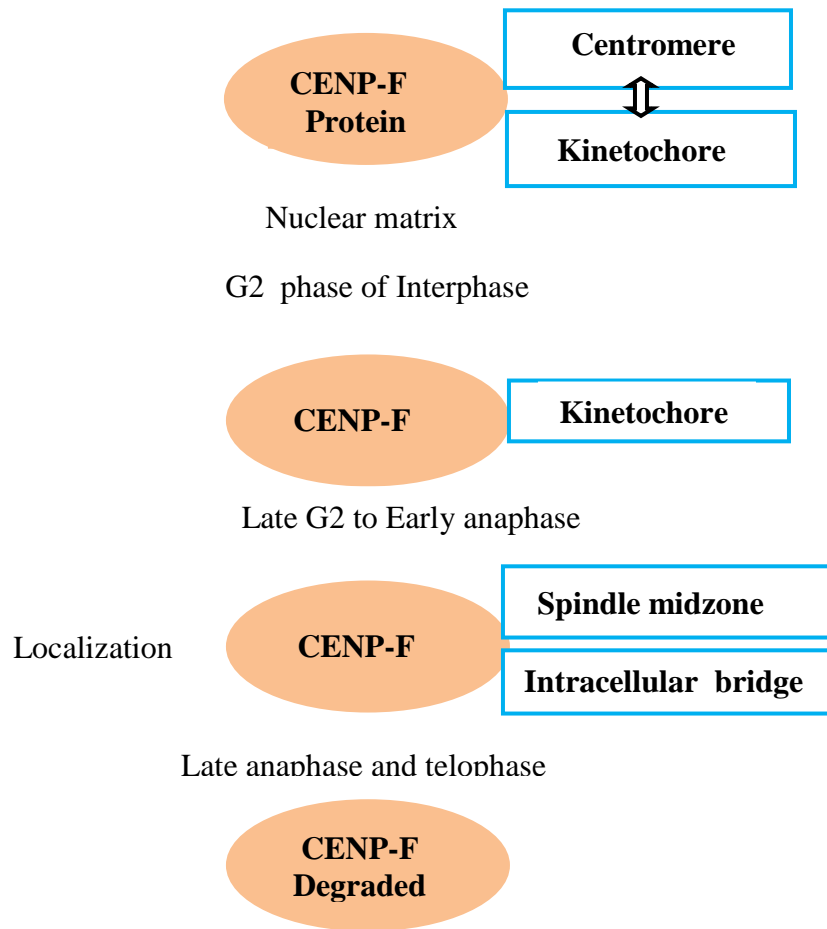 CENP-F
Protein
Centromere
Kinetochore
Nuclear matrix
G2 phase of Interphase
CENP-F
Kinetochore
Late G2 to Early anaphase
Localization
CENP-F
Spindle midzone
Intracellular bridge
Late anaphase and telophase
CENP-F
Degraded